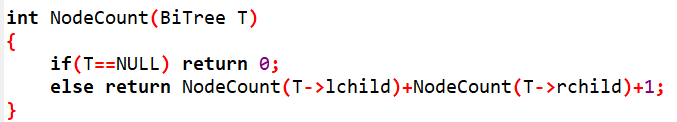 int NodeCount(BiTree T)
{
    if(T==NULL) return 0;
    else return NodeCount(T->lchild)+NodeCount(T->rchild)+1;
}